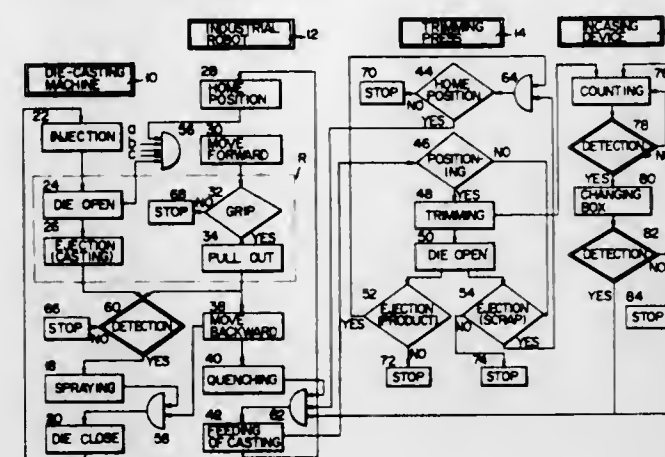 DIE-CASTING
MACHINE
10
22
INJECTION
24
DIE OPEN
26
EJECTION
(CASTING)
66
STOP
NO
60
DETECTION
YES
18
SPRAYING
20
DIE CLOSE
58
INDUSTRIAL
ROBOT
12
28
HOME
POSITION
a
b
c
56
30
MOVE
FORWARD
R
68
STOP
NO
32
GRIP
YES
34
PULL OUT
38
MOVE
BACKWARD
40
QUENCHING
42
FEEDING
OF CASTING
62
TRIMMING
PRESS
14
70
STOP
NO
44
HOME
POSITION
YES
64
46
POSITION-
ING
NO
YES
48
TRIMMING
50
DIE OPEN
52
EJECTION
(PRODUCT)
YES
NO
72
STOP
54
EJECTION
(SCRAP)
NO
YES
74
STOP
INCASING
DEVICE
COUNTING
78
DETECTION
NO
YES
80
CHANGING
BOX
82
DETECTION
NO
YES
84
STOP